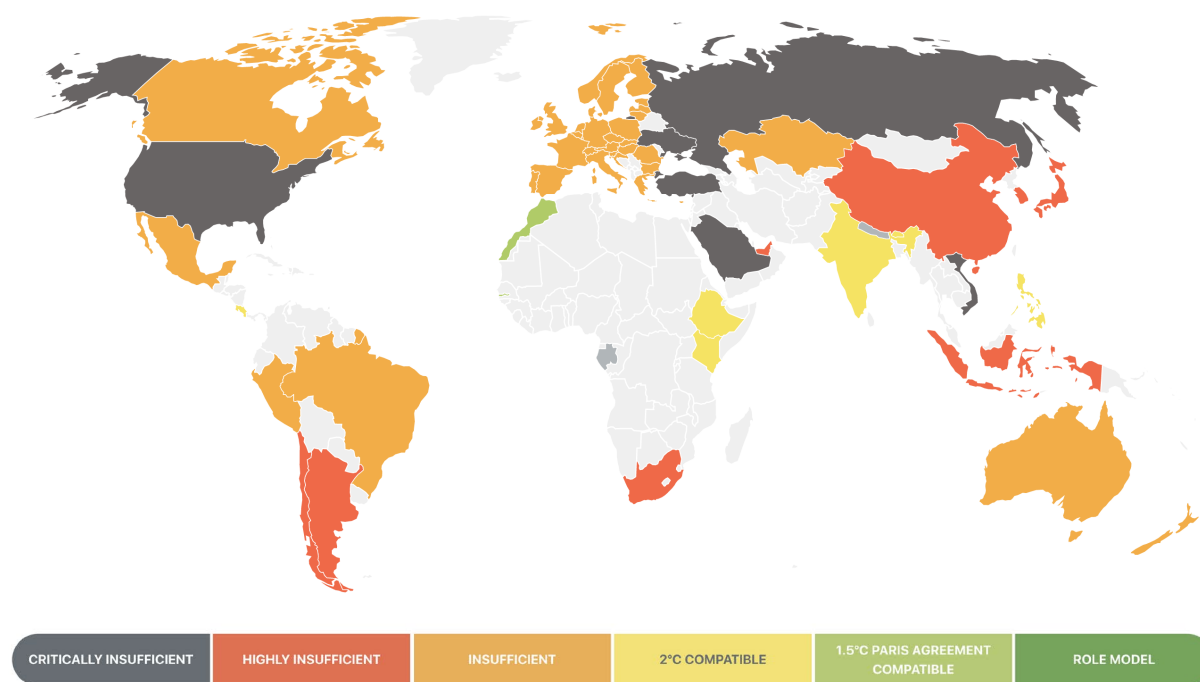 CRITICALLY INSUFFICIENT
HIGHLY INSUFFICIENT
INSUFFICIENT
2°C COMPATIBLE
1.5°C PARIS AGREEMENT
COMPATIBLE
ROLE MODEL